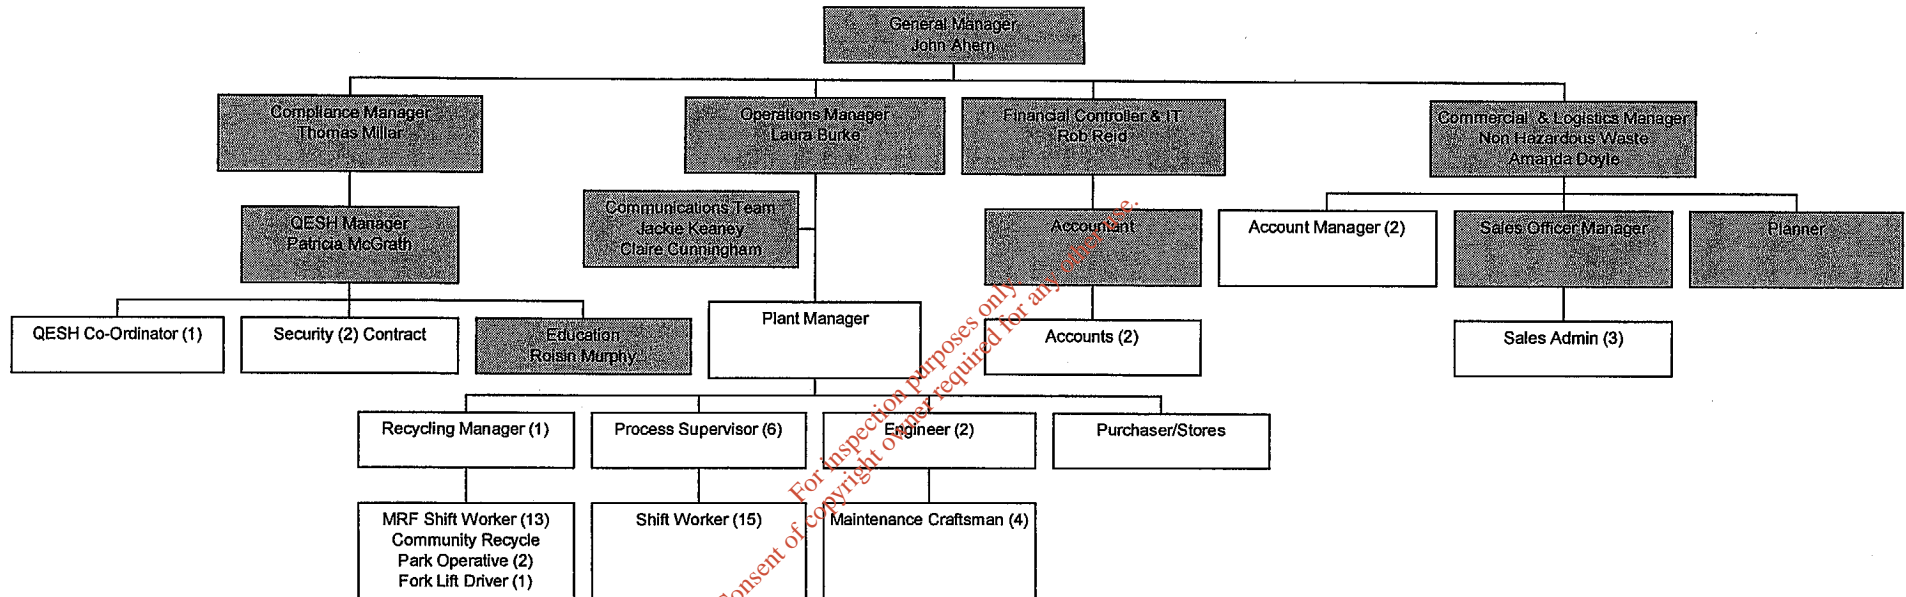 General Manager
John Ahern
Compliance Manager
Thomas Millar
Operations Manager
Laura Burke
Financial Controller & IT
Rob Reid
Commercial & Logistics Manager
Non Hazardous Waste
Amanda Doyle
QESH Manager
Patricia McGrath
Communications Team
Jackie Keaney
Claire Cunningham
Accountant
Account Manager (2)
Sales Officer Manager
Planner
QESH Co-Ordinator (1)
Security (2) Contract
Education
Roisin Murphy
Plant Manager
Accounts (2)
Sales Admin (3)
Recycling Manager (1)
Process Supervisor (6)
Engineer (2)
Purchaser/Stores
MRF Shift Worker (13)
Community Recycle
Park Operative (2)
Fork Lift Driver (1)
Shift Worker (15)
Maintenance Craftsman (4)
For inspection purposes only.
Consent of copyright owner required for any other use.